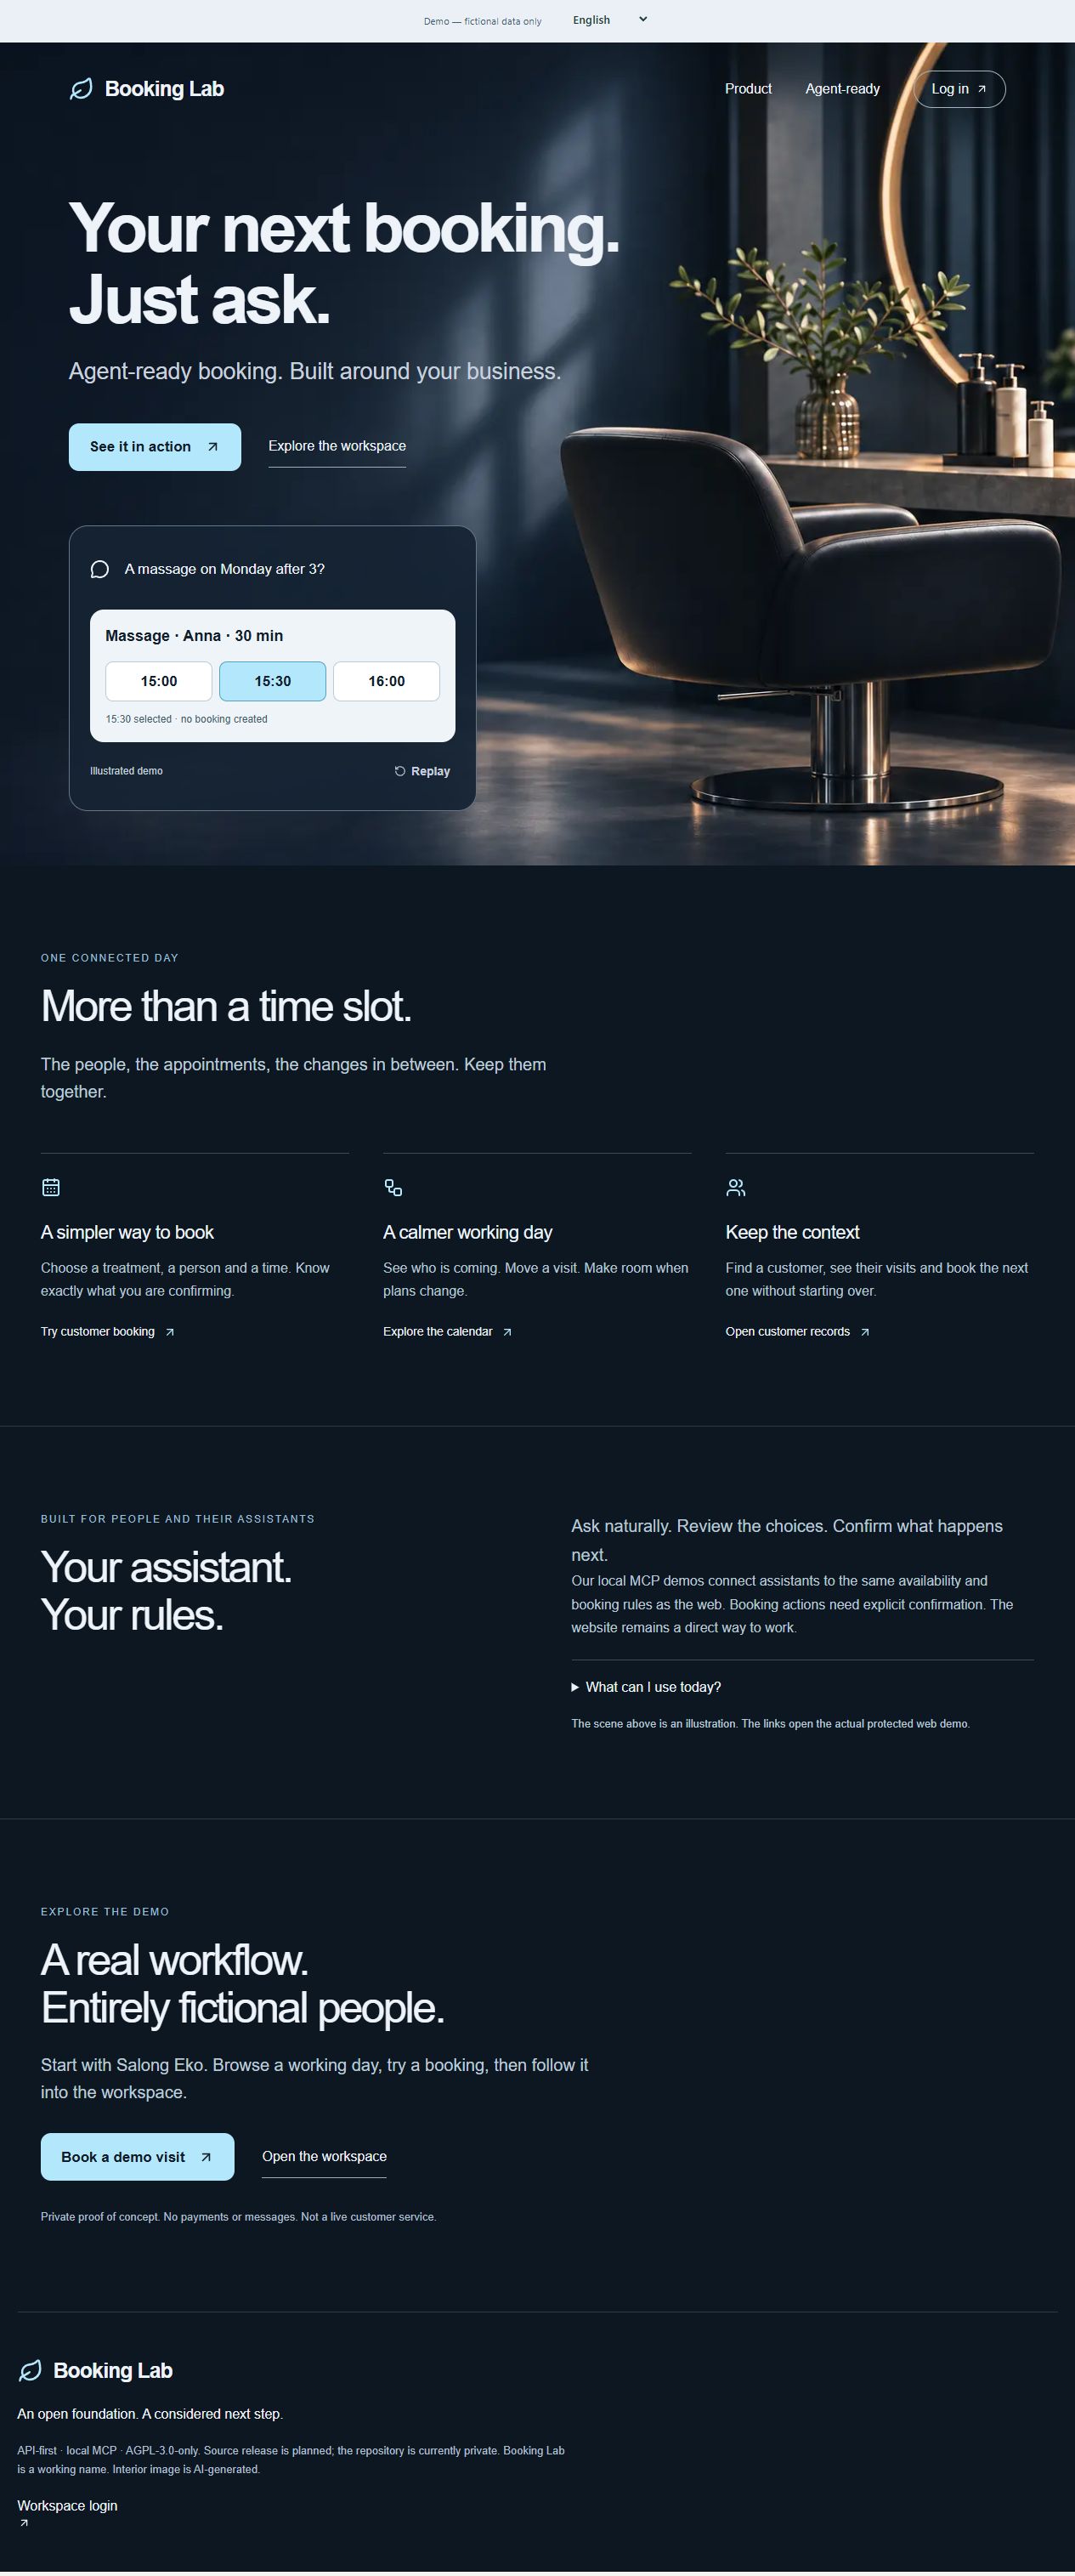 Demo — fictional data only English
Booking Lab
Product Agent-ready Log in
Your next booking.
Just ask.
Agent-ready booking. Built around your business.
See it in action Explore the workspace
A massage on Monday after 3?
Massage · Anna · 30 min
15:00 15:30 16:00
15:30 selected · no booking created
Illustrated demo Replay
ONE CONNECTED DAY
More than a time slot.
The people, the appointments, the changes in between. Keep them
together.
A simpler way to book
Choose a treatment, a person and a time. Know
exactly what you are confirming.
Try customer booking
A calmer working day
See who is coming. Move a visit. Make room when
plans change.
Explore the calendar
Keep the context
Find a customer, see their visits and book the next
one without starting over.
Open customer records
BUILT FOR PEOPLE AND THEIR ASSISTANTS
Your assistant.
Your rules.
Ask naturally. Review the choices. Confirm what happens
next.
Our local MCP demos connect assistants to the same availability and
booking rules as the web. Booking actions need explicit confirmation. The
website remains a direct way to work.
What can I use today?
The scene above is an illustration. The links open the actual protected web demo.
EXPLORE THE DEMO
A real workflow.
Entirely fictional people.
Start with Salong Eko. Browse a working day, try a booking, then follow it
into the workspace.
Book a demo visit Open the workspace
Private proof of concept. No payments or messages. Not a live customer service.
Booking Lab
An open foundation. A considered next step.
API-first · local MCP · AGPL-3.0-only. Source release is planned; the repository is currently private. Booking Lab
is a working name. Interior image is AI-generated.
Workspace login